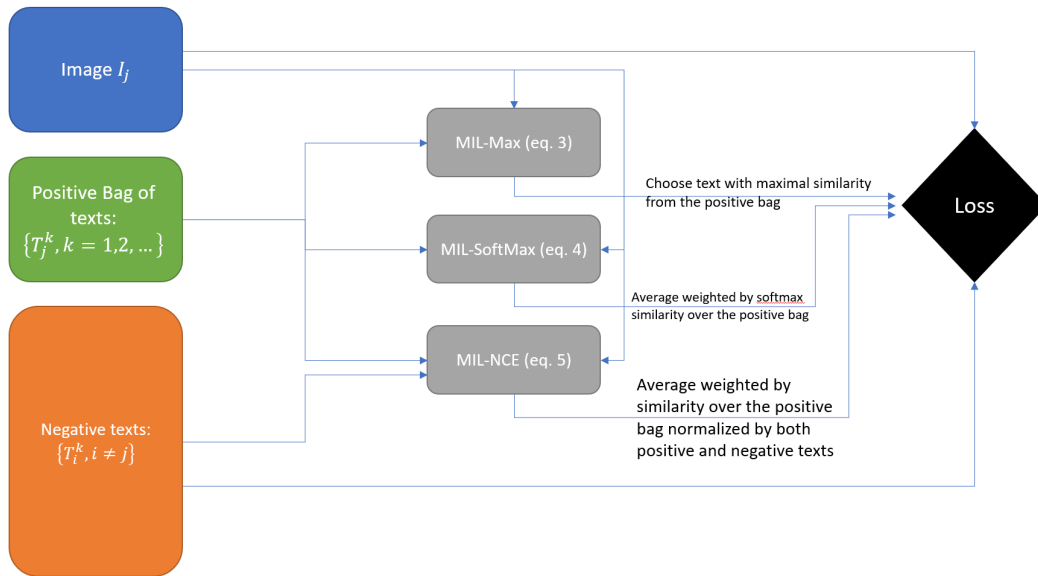 Image I_j
Positive Bag of
texts:
{T_j^k, k = 1,2, …}
Negative texts:
{T_i^k, i ≠ j}
MIL-Max (eq. 3)
Choose text with maximal similarity
from the positive bag
MIL-SoftMax (eq. 4)
Average weighted by softmax
similarity over the positive bag
MIL-NCE (eq. 5)
Average weighted by
similarity over the positive
bag normalized by both
positive and negative texts
Loss